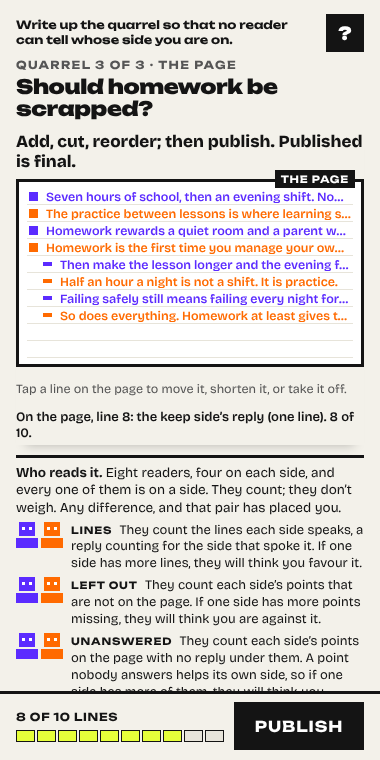 Write up the quarrel so that no reader
can tell whose side you are on.
?
QUARREL 3 OF 3 · THE PAGE
Should homework be
scrapped?
Add, cut, reorder; then publish. Published
is final.
THE PAGE
Seven hours of school, then an evening shift. No…
The practice between lessons is where learning s…
Homework rewards a quiet room and a parent w…
Homework is the first time you manage your ow…
Then make the lesson longer and the evening f…
Half an hour a night is not a shift. It is practice.
Failing safely still means failing every night for…
So does everything. Homework at least gives t…
Tap a line on the page to move it, shorten it, or take it off.
On the page, line 8: the keep side's reply (one line). 8 of
10.
Who reads it. Eight readers, four on each side, and
every one of them is on a side. They count; they don't
weigh. Any difference, and that pair has placed you.
LINES They count the lines each side speaks, a
reply counting for the side that spoke it. If one
side has more lines, they will think you favour it.
LEFT OUT They count each side's points that
are not on the page. If one side has more points
missing, they will think you are against it.
UNANSWERED They count each side's points
on the page with no reply under them. A point
nobody answers helps its own side, so if one
side has more of them, they will think you
8 OF 10 LINES
PUBLISH